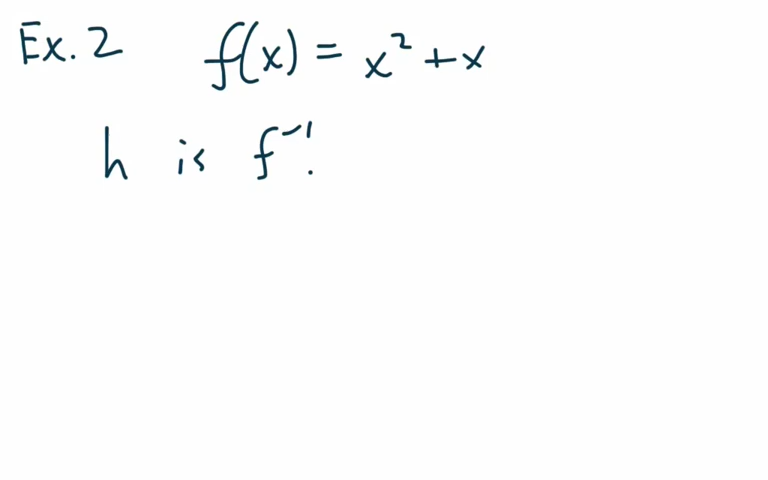 Ex. 2 f(x) = x² + x
h is f⁻¹.